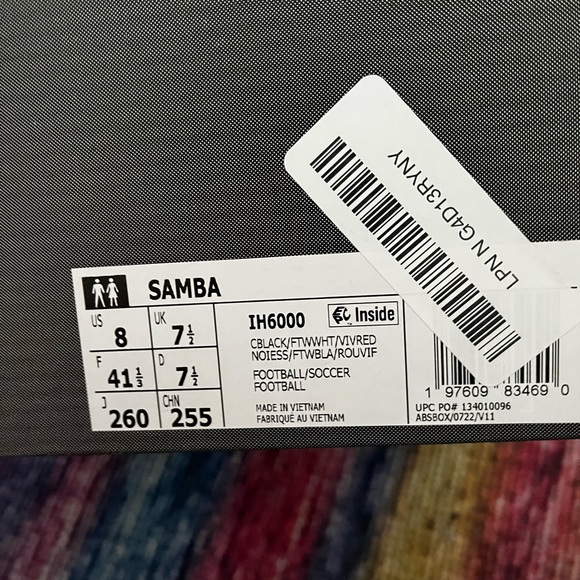 LPN N G4D13RYNY
SAMBA
US 8 UK 7½
F 41⅓ D 7½
J 260 CHN 255
IH6000 Inside
CBLACK/FTWWHT/VIVRED
NOIESS/FTWBLA/ROUVIF
FOOTBALL/SOCCER
FOOTBALL
MADE IN VIETNAM
FABRIQUÉ AU VIETNAM
1 97609 83469 0
UPC PO# 134010096
ABSBOX/0722/V11